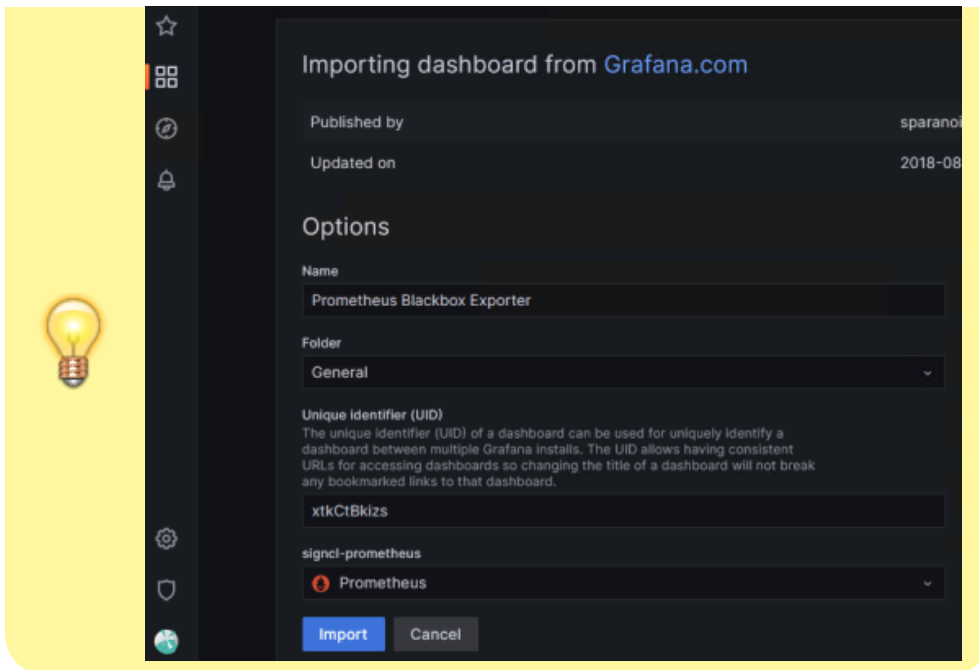 Importing dashboard from Grafana.com
Published by sparanoi
Updated on 2018-08
Options
Name
Prometheus Blackbox Exporter
Folder
General
Unique identifier (UID)
The unique identifier (UID) of a dashboard can be used for uniquely identify a
dashboard between multiple Grafana installs. The UID allows having consistent
URLs for accessing dashboards so changing the title of a dashboard will not break
any bookmarked links to that dashboard.
xtkCtBkizs
signcl-prometheus
Prometheus
Import Cancel